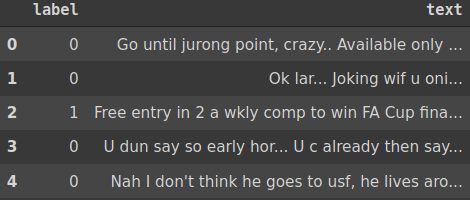 label text
0 0 Go until jurong point, crazy.. Available only ...
1 0 Ok lar... Joking wif u oni...
2 1 Free entry in 2 a wkly comp to win FA Cup fina...
3 0 U dun say so early hor... U c already then say...
4 0 Nah I don't think he goes to usf, he lives aro...